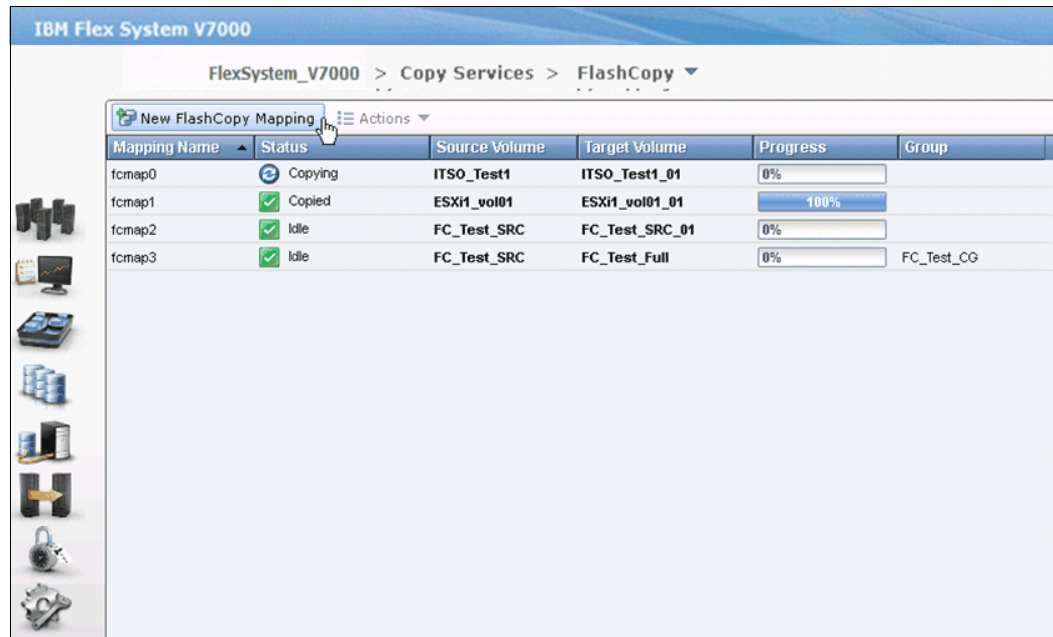 IBM Flex System V7000
FlexSystem_V7000 > Copy Services > FlashCopy
New FlashCopy Mapping Actions
Mapping Name Status Source Volume Target Volume Progress Group
fcmap0 Copying ITSO_Test1 ITSO_Test1_01 0%
fcmap1 Copied ESXi1_vol01 ESXi1_vol01_01 100%
fcmap2 Idle FC_Test_SRC FC_Test_SRC_01 0%
fcmap3 Idle FC_Test_SRC FC_Test_Full 0% FC_Test_CG